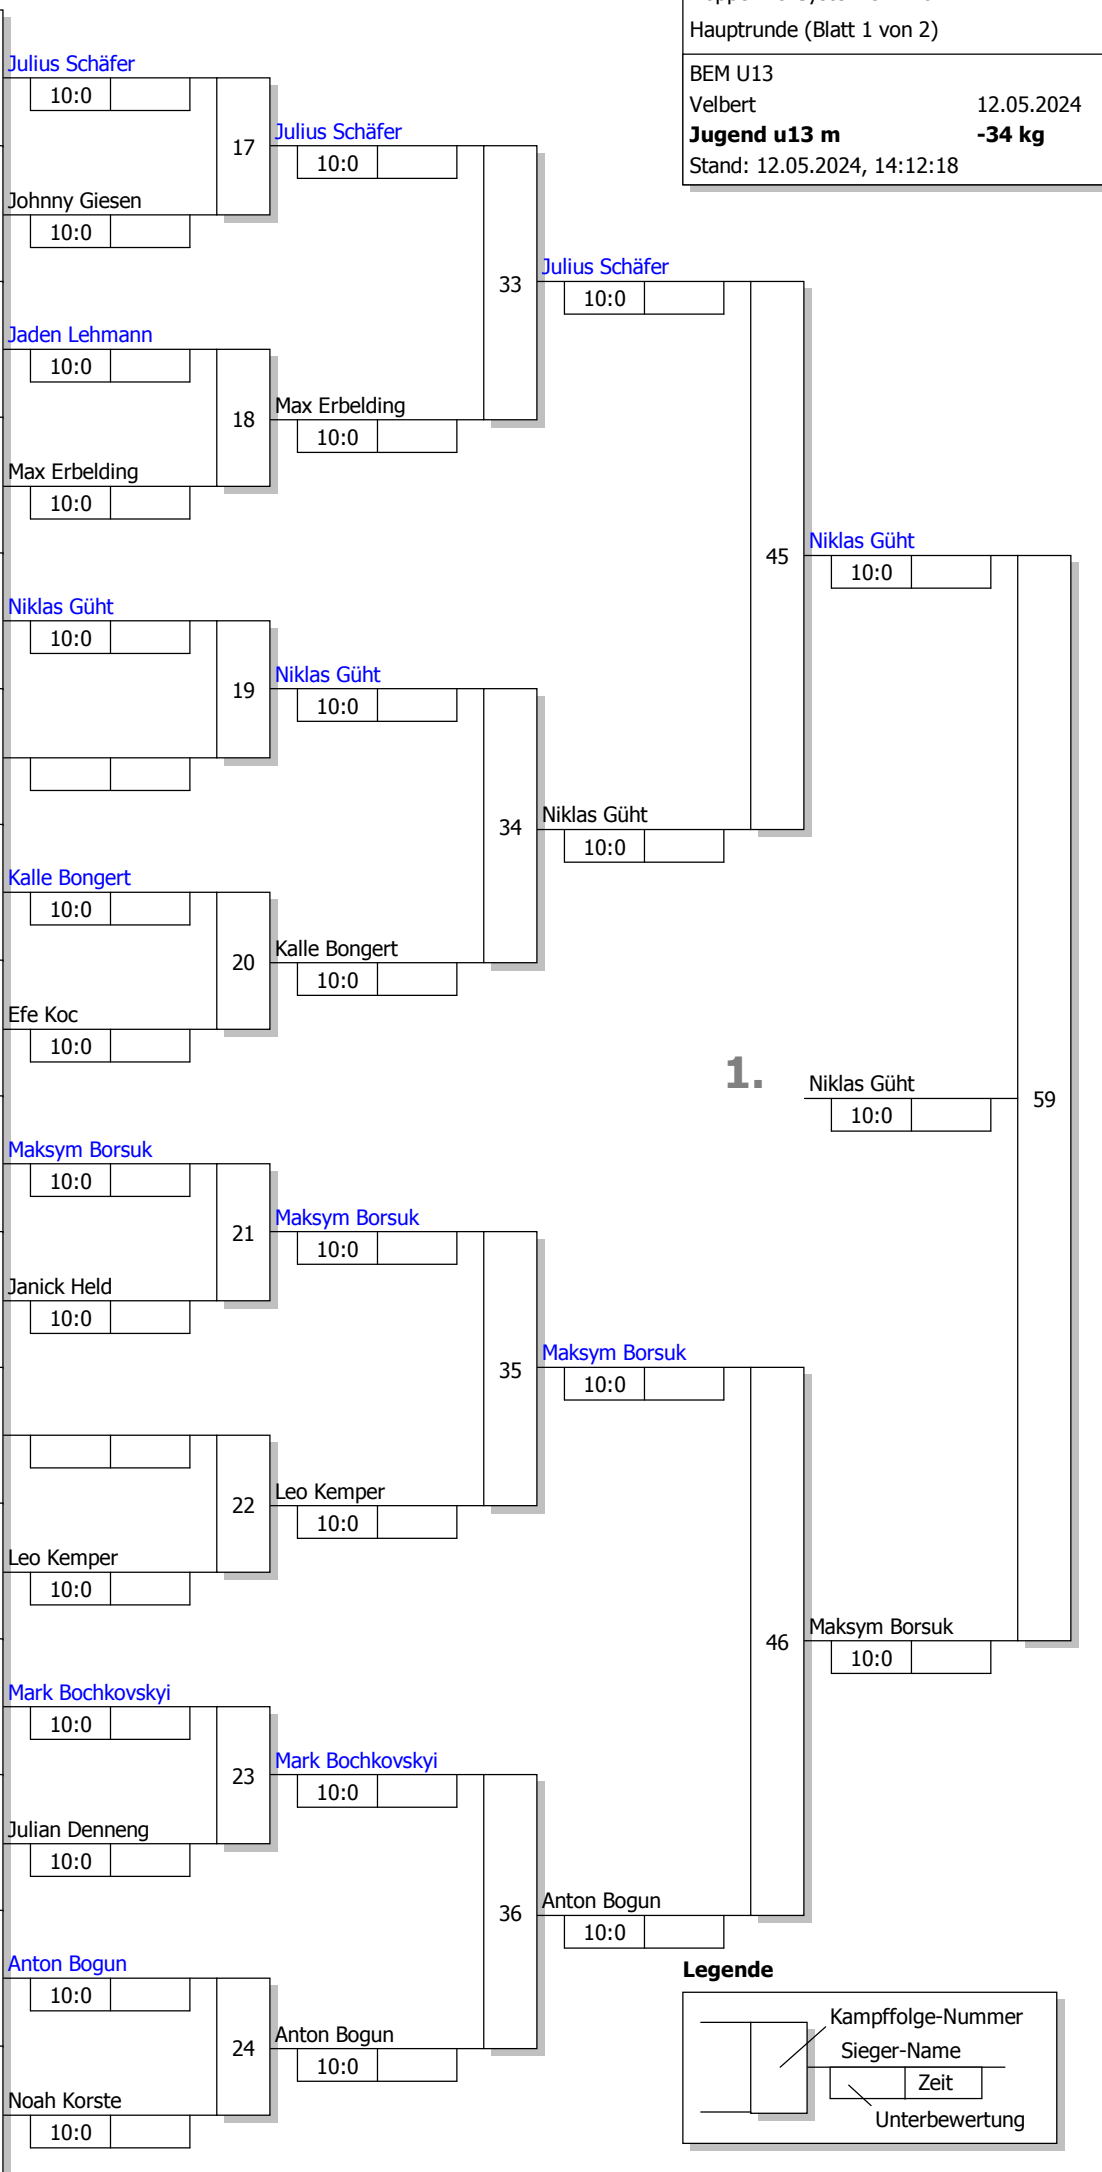 Hauptrunde (Blatt 1 von 2)
BEM U13
Velbert 12.05.2024
Jugend u13 m -34 kg
Stand: 12.05.2024, 14:12:18
Julius Schäfer
10:0
17
Julius Schäfer
10:0
Johnny Giesen
10:0
33
Julius Schäfer
10:0
Jaden Lehmann
10:0
18
Max Erbelding
10:0
Max Erbelding
10:0
45
Niklas Güht
10:0
Niklas Güht
10:0
19
Niklas Güht
10:0
34
Niklas Güht
10:0
Kalle Bongert
10:0
20
Kalle Bongert
10:0
Efe Koc
10:0
1.
Niklas Güht
10:0
59
Maksym Borsuk
10:0
21
Maksym Borsuk
10:0
Janick Held
10:0
35
Maksym Borsuk
10:0
22
Leo Kemper
10:0
Leo Kemper
10:0
46
Maksym Borsuk
10:0
Mark Bochkovskyi
10:0
23
Mark Bochkovskyi
10:0
Julian Denneng
10:0
36
Anton Bogun
10:0
Anton Bogun
10:0
24
Anton Bogun
10:0
Noah Korste
10:0
Legende
Kampffolge-Nummer
Sieger-Name
Zeit
Unterbewertung